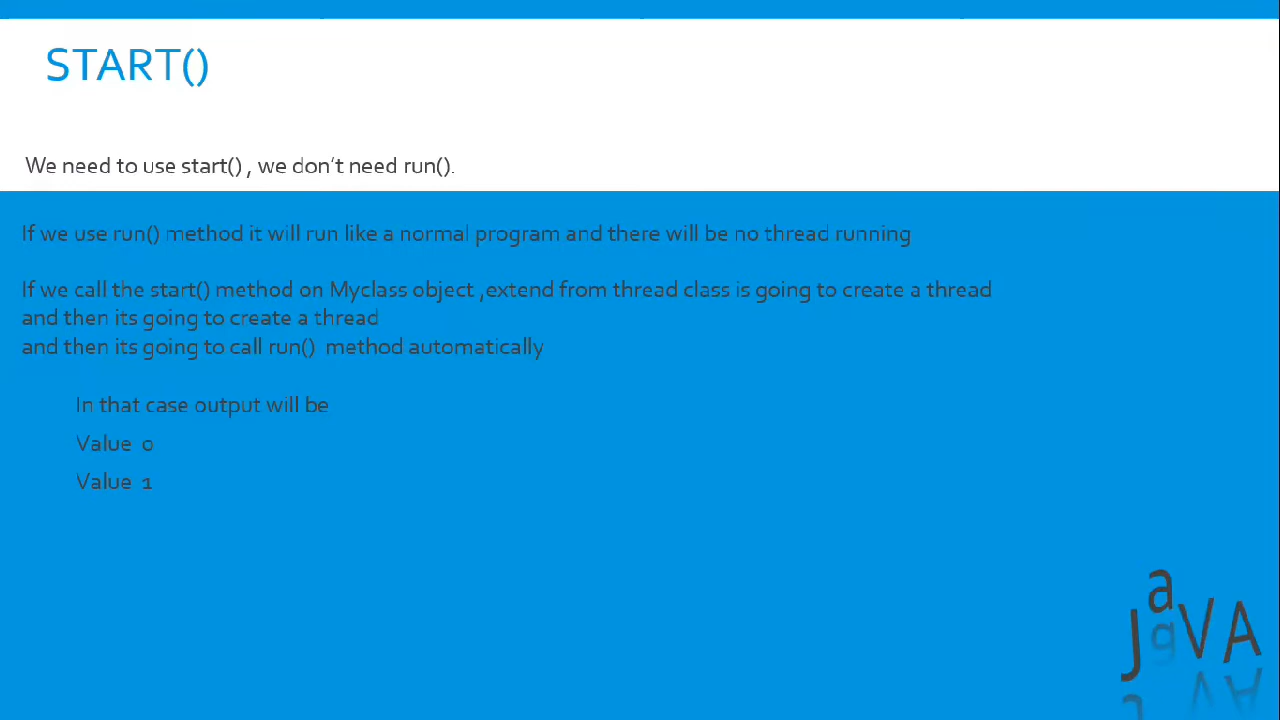 START()
We need to use start() , we don't need run().
If we use run() method it will run like a normal program and there will be no thread running
If we call the start() method on Myclass object ,extend from thread class is going to create a thread
and then its going to create a thread
and then its going to call run()  method automatically
In that case output will be
Value  0
Value  1
JaVA